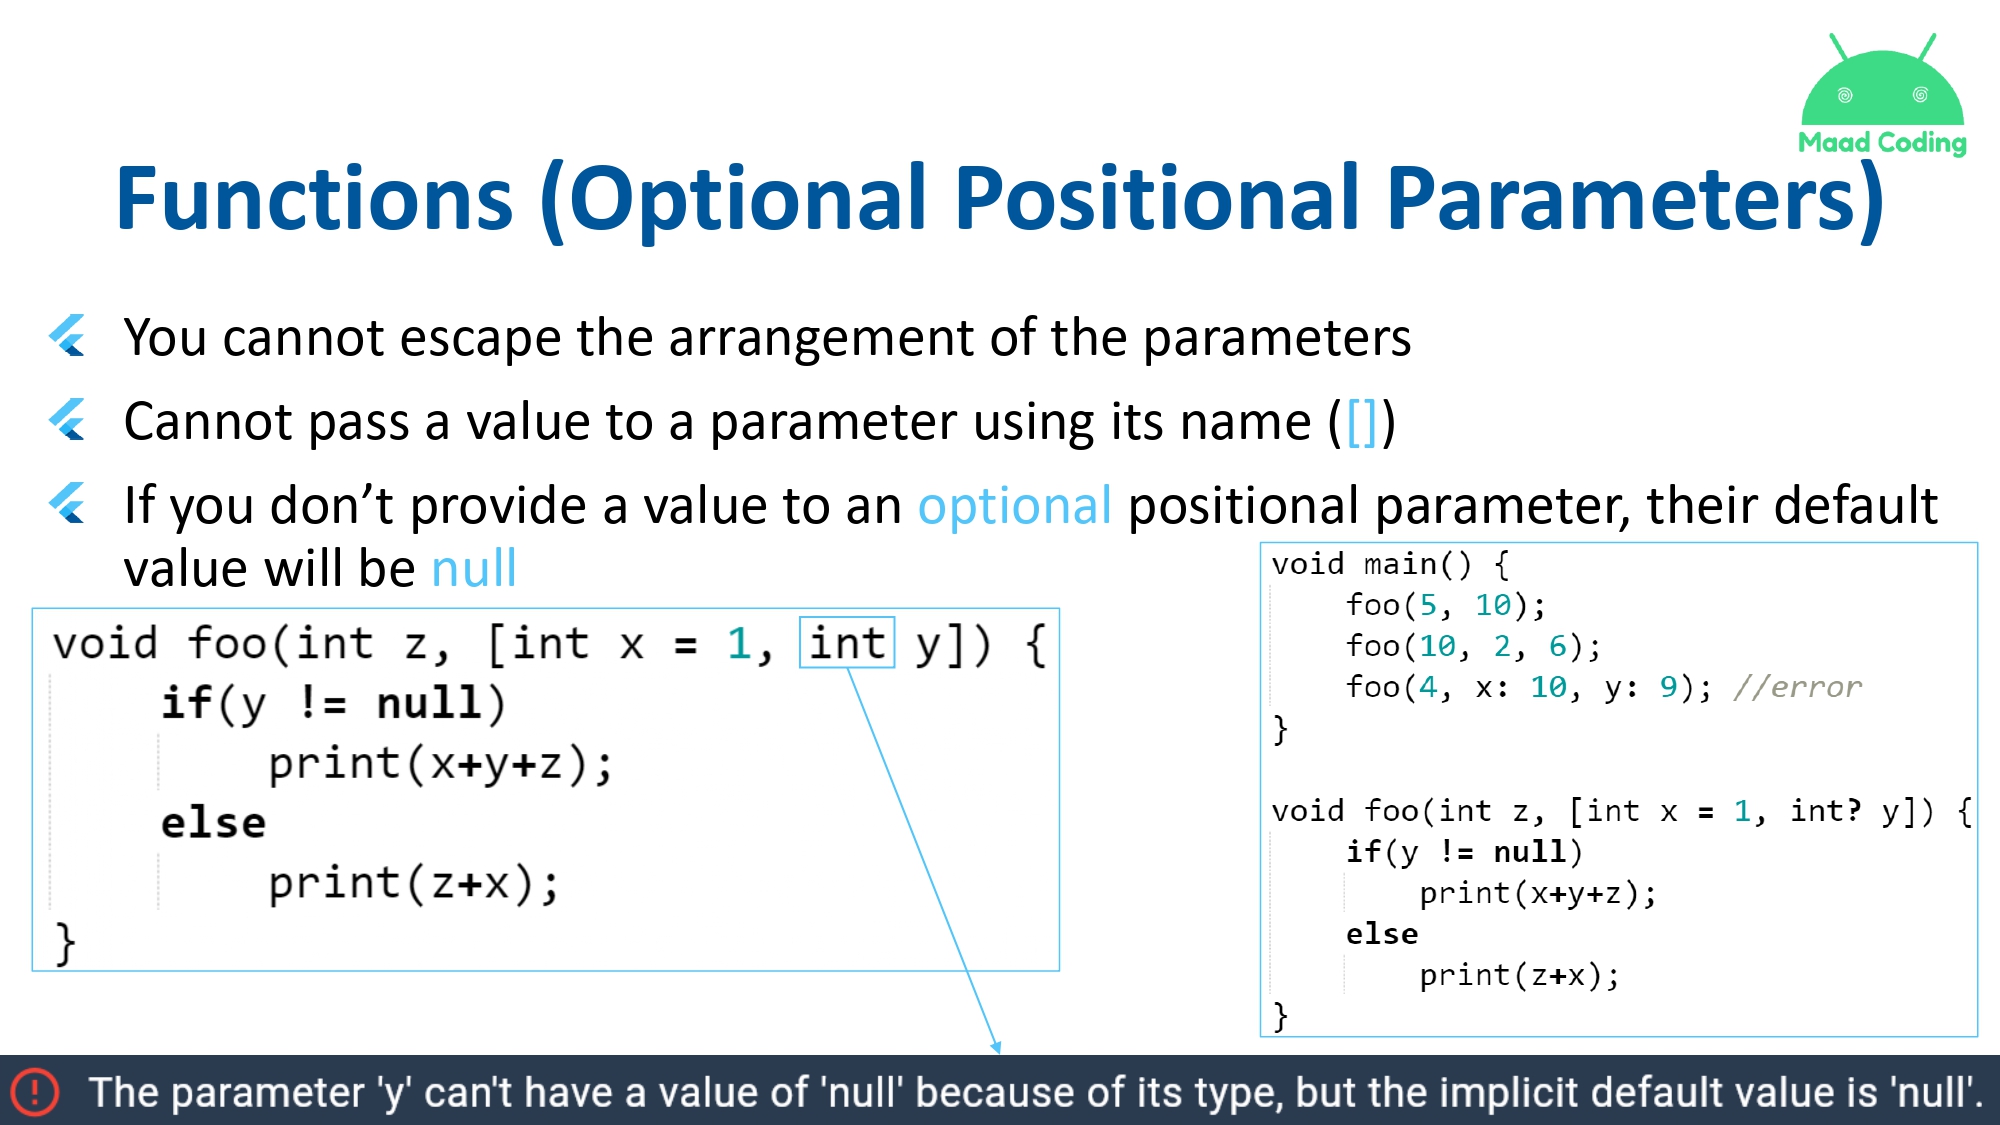 Maad Coding
Functions (Optional Positional Parameters)
You cannot escape the arrangement of the parameters
Cannot pass a value to a parameter using its name ([])
If you don’t provide a value to an optional positional parameter, their default
value will be null
void foo(int z, [int x = 1, int y]) {
if(y != null)
print(x+y+z);
else
print(z+x);
}
void main() {
foo(5, 10);
foo(10, 2, 6);
foo(4, x: 10, y: 9); //error
}
void foo(int z, [int x = 1, int? y]) {
if(y != null)
print(x+y+z);
else
print(z+x);
}
The parameter 'y' can't have a value of 'null' because of its type, but the implicit default value is 'null'.